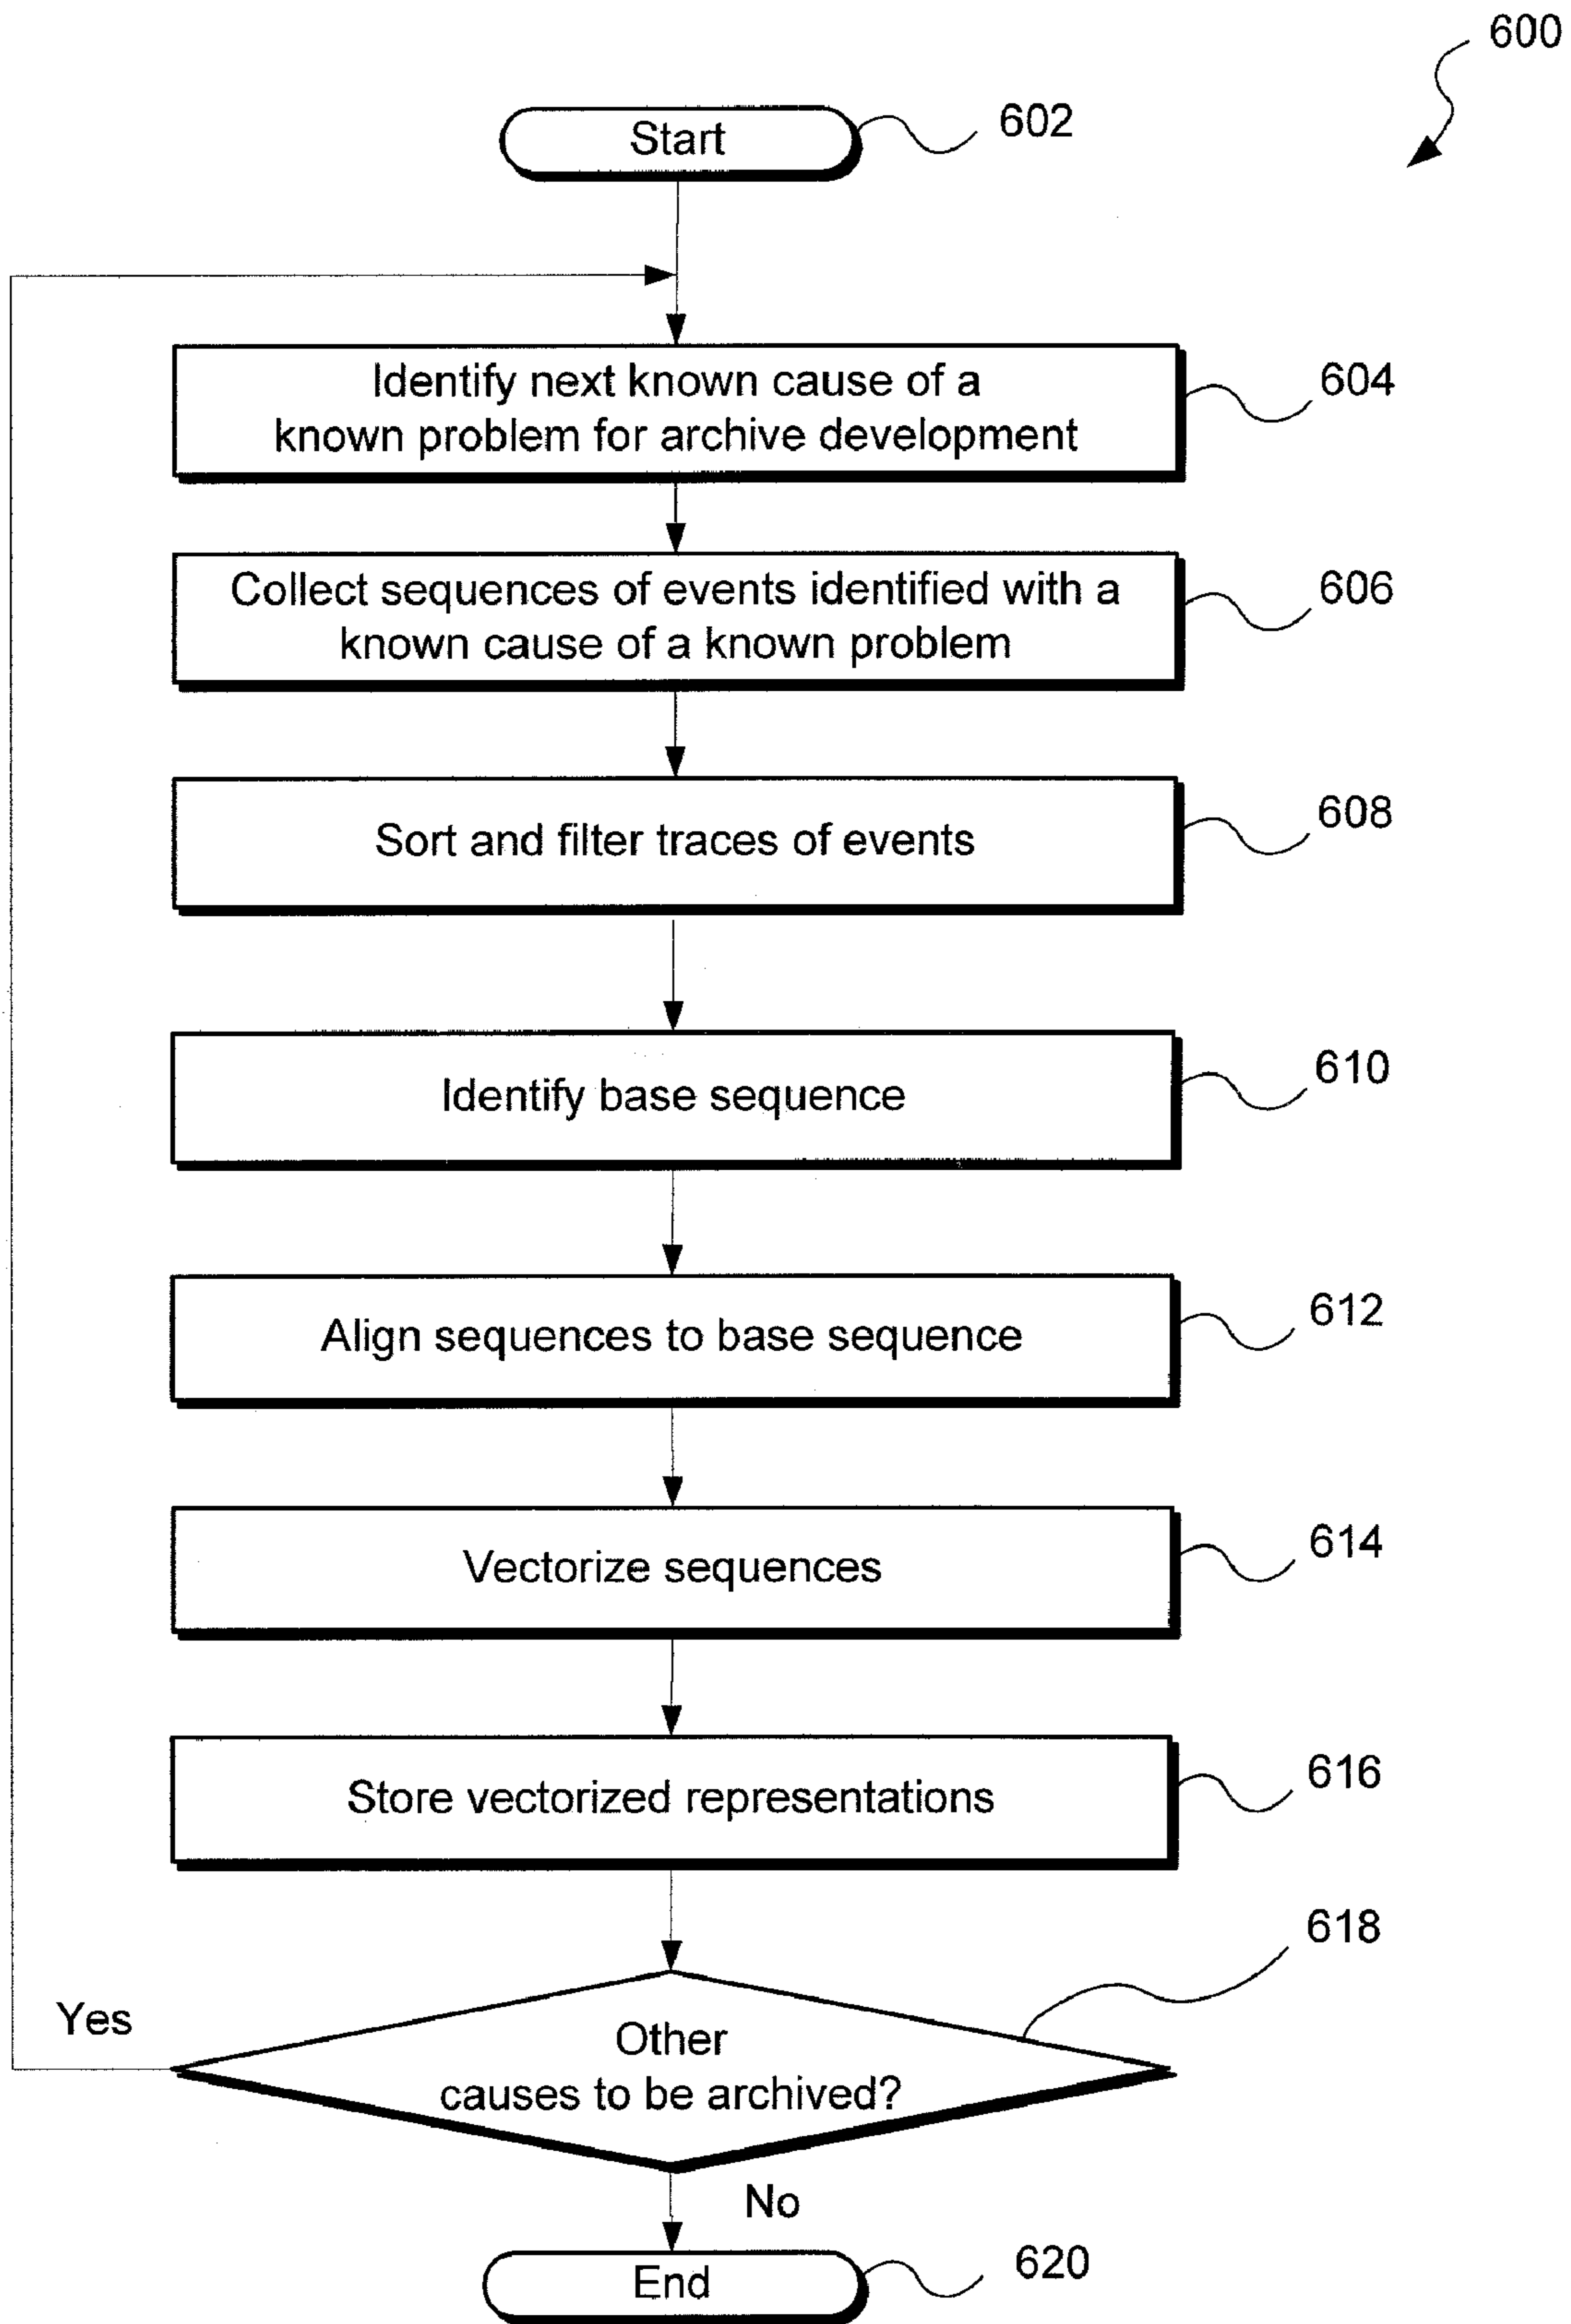 600
Start
602
Identify next known cause of a
known problem for archive development
604
Collect sequences of events identified with a
known cause of a known problem
606
Sort and filter traces of events
608
Identify base sequence
610
Align sequences to base sequence
612
Vectorize sequences
614
Store vectorized representations
616
618
Yes
Other
causes to be archived?
No
End
620